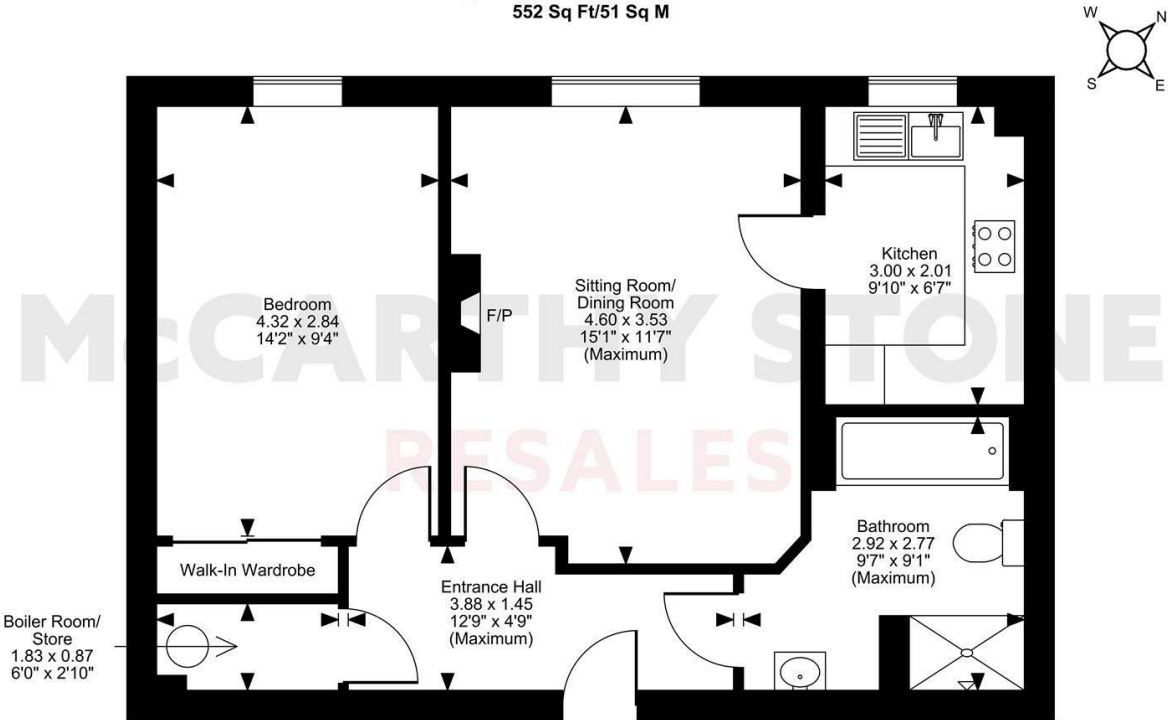 552 Sq Ft/51 Sq M
W
N
S
E
Bedroom
4.32 x 2.84
14'2" x 9'4"
F/P
Sitting Room/
Dining Room
4.60 x 3.53
15'1" x 11'7"
(Maximum)
Kitchen
3.00 x 2.01
9'10" x 6'7"
McCARTHY STONE
RESALES
Bathroom
2.92 x 2.77
9'7" x 9'1"
(Maximum)
Walk-In Wardrobe
Entrance Hall
3.88 x 1.45
12'9" x 4'9"
(Maximum)
Boiler Room/
Store
1.83 x 0.87
6'0" x 2'10"